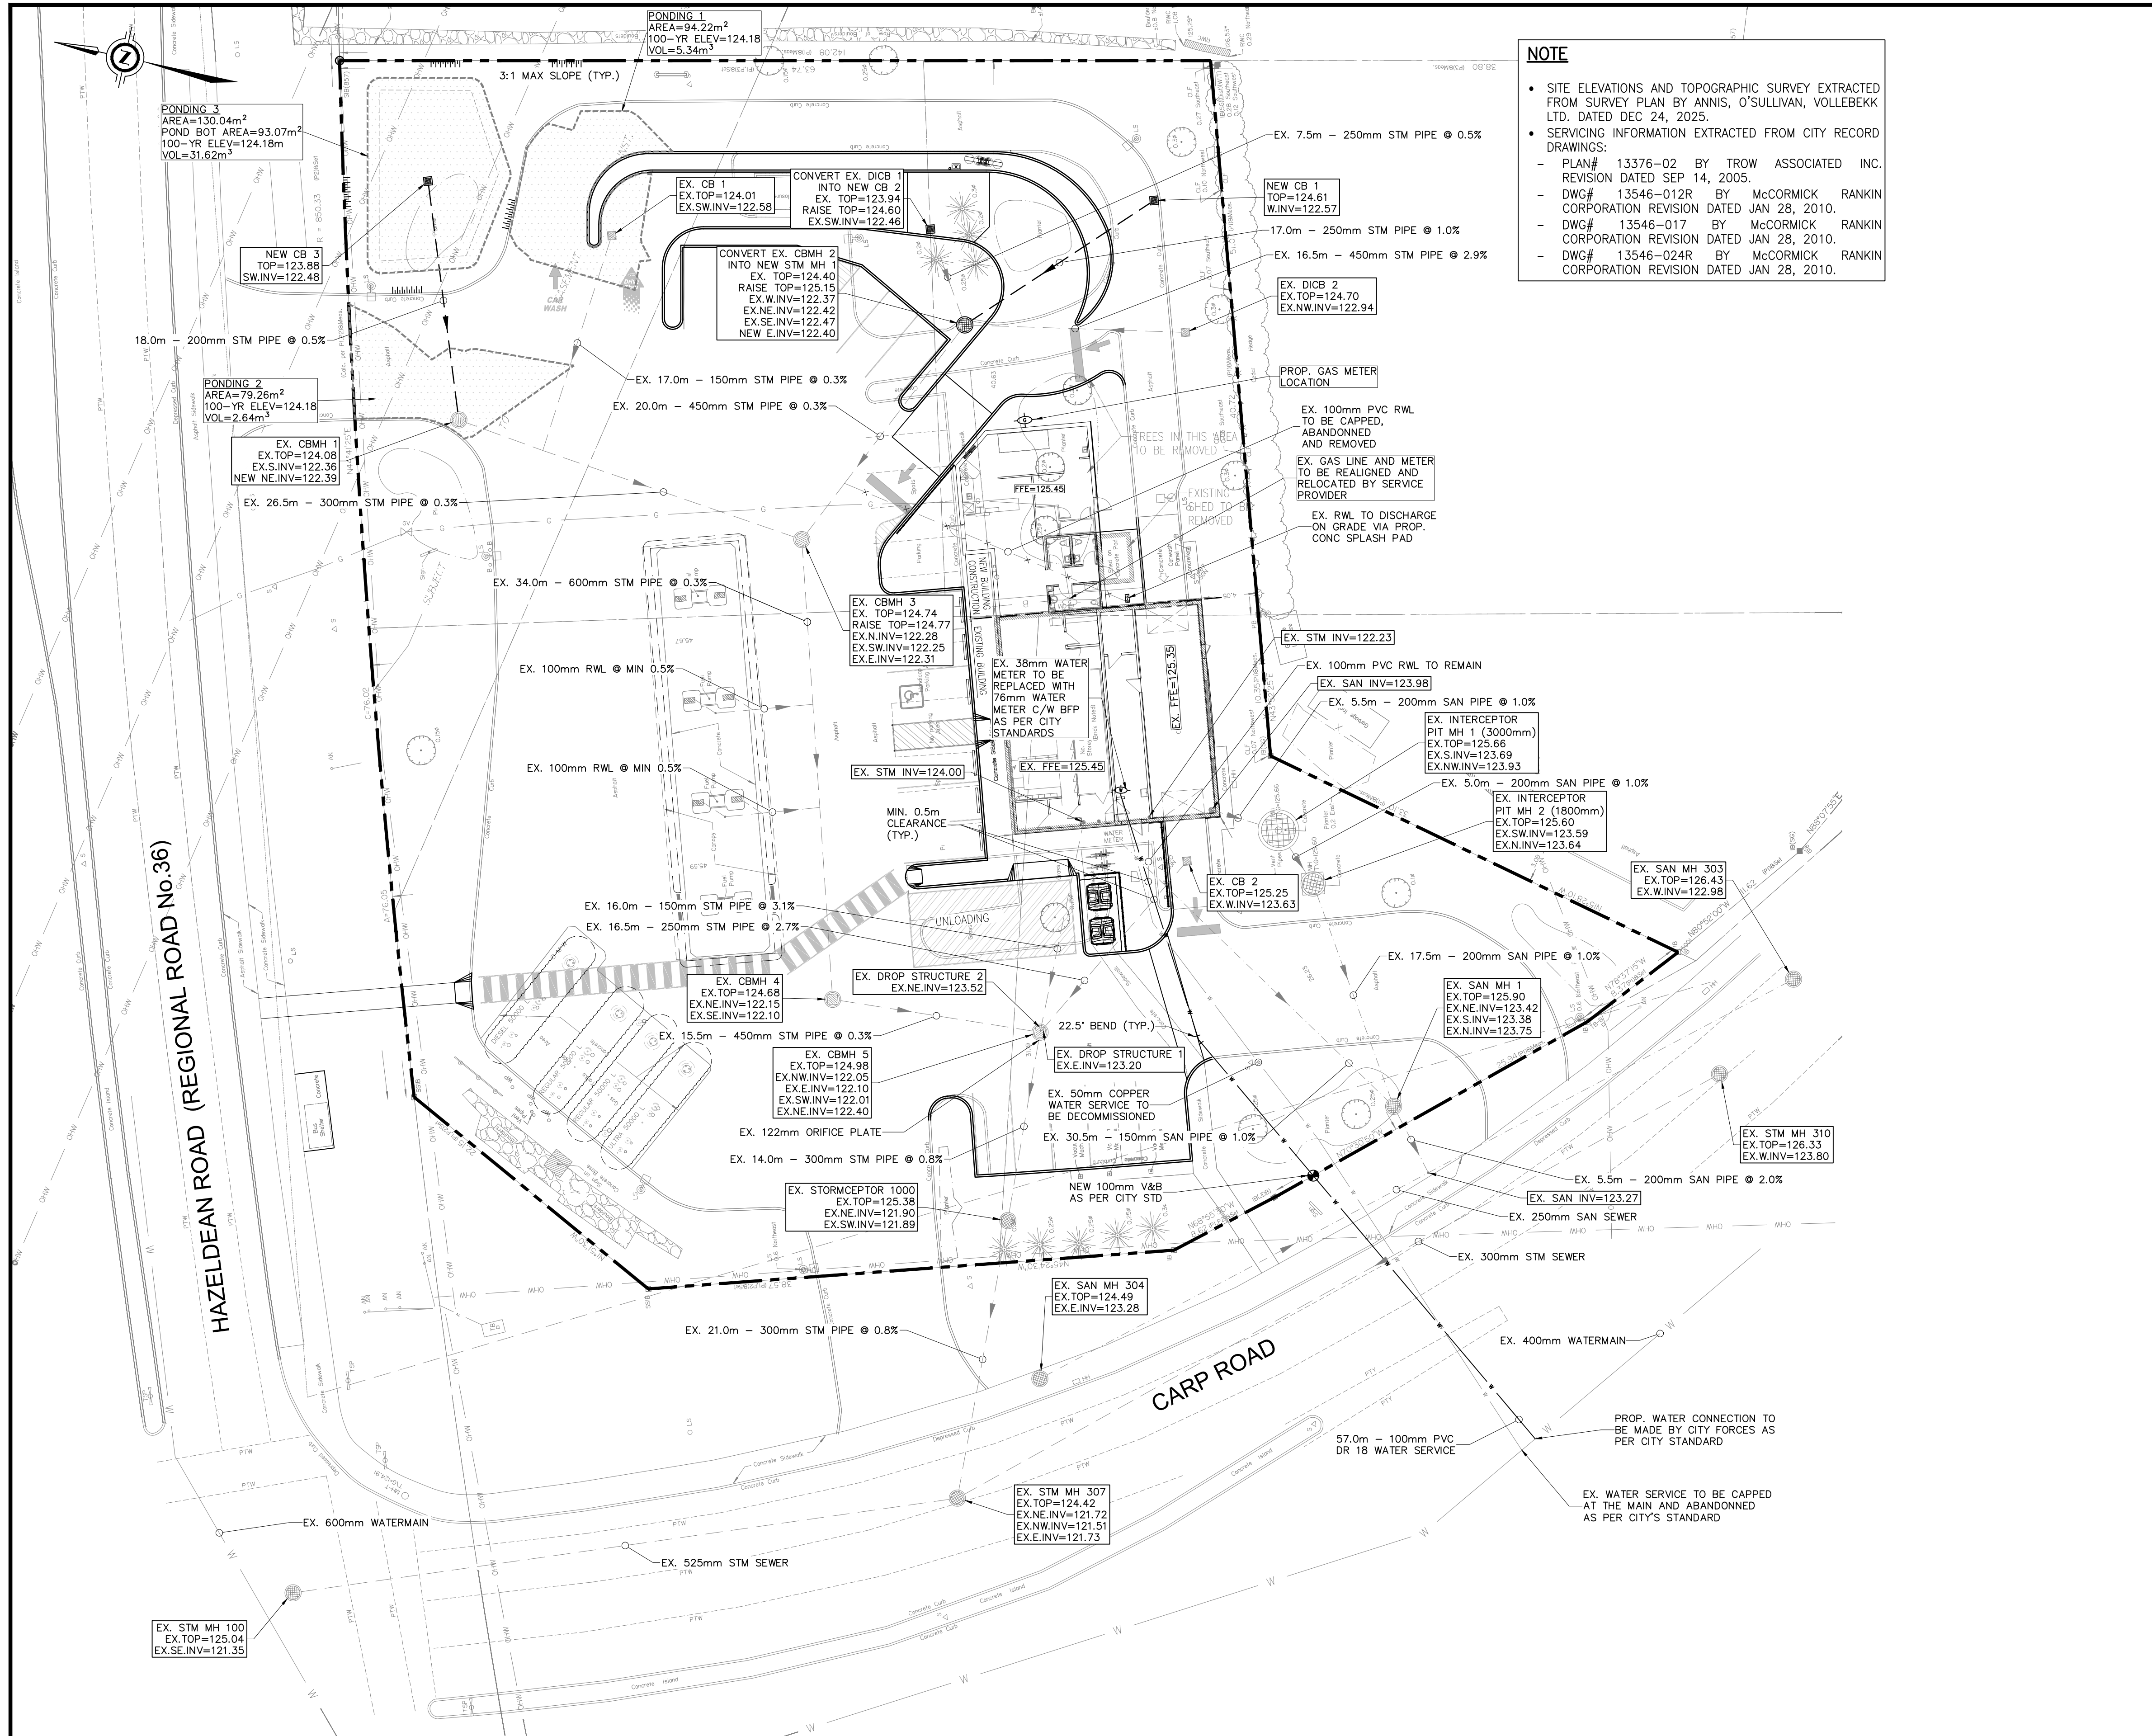 NOTE
• SITE ELEVATIONS AND TOPOGRAPHIC SURVEY EXTRACTED
FROM SURVEY PLAN BY ANNIS, O'SULLIVAN, VOLLEBEKK
LTD. DATED DEC 24, 2025.
• SERVICING INFORMATION EXTRACTED FROM CITY RECORD
DRAWINGS:
– PLAN# 13376-02 BY TROW ASSOCIATED INC.
REVISION DATED SEP 14, 2005.
– DWG# 13546-012R BY McCORMICK RANKIN
CORPORATION REVISION DATED JAN 28, 2010.
– DWG# 13546-017 BY McCORMICK RANKIN
CORPORATION REVISION DATED JAN 28, 2010.
– DWG# 13546-024R BY McCORMICK RANKIN
CORPORATION REVISION DATED JAN 28, 2010.
PONDING 1
AREA=94.22m²
100-YR ELEV=124.18
VOL=5.34m³
3:1 MAX SLOPE (TYP.)
PONDING 3
AREA=130.04m²
POND BOT AREA=93.07m²
100-YR ELEV=124.18m
VOL=31.62m³
EX. 7.5m – 250mm STM PIPE @ 0.5%
EX. CB 1
EX.TOP=124.01
EX.SW.INV=122.58
CONVERT EX. DICB 1
INTO NEW CB 2
EX. TOP=123.94
RAISE TOP=124.60
EX.SW.INV=122.46
NEW CB 1
TOP=124.61
W.INV=122.57
17.0m – 250mm STM PIPE @ 1.0%
EX. 16.5m – 450mm STM PIPE @ 2.9%
NEW CB 3
TOP=123.88
SW.INV=122.48
CONVERT EX. CBMH 2
INTO NEW STM MH 1
EX. TOP=124.40
RAISE TOP=125.15
EX.W.INV=122.37
EX.NE.INV=122.42
EX.SE.INV=122.47
NEW E.INV=122.40
EX. DICB 2
EX.TOP=124.70
EX.NW.INV=122.94
CAR
WASH
18.0m – 200mm STM PIPE @ 0.5%
PONDING 2
AREA=79.26m²
100-YR ELEV=124.18
VOL=2.64m³
EX. 17.0m – 150mm STM PIPE @ 0.3%
EX. 20.0m – 450mm STM PIPE @ 0.3%
PROP. GAS METER
LOCATION
EX. 100mm PVC RWL
TO BE CAPPED,
ABANDONNED
AND REMOVED
TREES IN THIS AREA
TO BE REMOVED
EX. CBMH 1
EX.TOP=124.08
EX.S.INV=122.36
NEW NE.INV=122.39
EX. GAS LINE AND METER
TO BE REALIGNED AND
RELOCATED BY SERVICE
PROVIDER
EX. 26.5m – 300mm STM PIPE @ 0.3%
FFE=125.45
EXISTING
SHED TO BE
REMOVED
EX. RWL TO DISCHARGE
ON GRADE VIA PROP.
CONC SPLASH PAD
EX. 34.0m – 600mm STM PIPE @ 0.3%
NEW BUILDING
CONSTRUCTION
EXISTING BUILDING
EX. CBMH 3
EX. TOP=124.74
RAISE TOP=124.77
EX.N.INV=122.28
EX.SW.INV=122.25
EX.E.INV=122.31
EX. STM INV=122.23
EX. 100mm RWL @ MIN 0.5%
EX. 38mm WATER
METER TO BE
REPLACED WITH
76mm WATER
METER C/W BFP
AS PER CITY
STANDARDS
EX. FFE=125.35
EX. 100mm PVC RWL TO REMAIN
EX. SAN INV=123.98
EX. 5.5m – 200mm SAN PIPE @ 1.0%
EX. INTERCEPTOR
PIT MH 1 (3000mm)
EX.TOP=125.66
EX.S.INV=123.69
EX.NW.INV=123.93
EX. 100mm RWL @ MIN 0.5%
EX. STM INV=124.00
EX. FFE=125.45
EX. 5.0m – 200mm SAN PIPE @ 1.0%
EX. INTERCEPTOR
PIT MH 2 (1800mm)
EX.TOP=125.60
EX.SW.INV=123.59
EX.N.INV=123.64
MIN. 0.5m
CLEARANCE
(TYP.)
WATER
METER
EX. SAN MH 303
EX.TOP=126.43
EX.W.INV=122.98
EX. CB 2
EX.TOP=125.25
EX.W.INV=123.63
EX. 16.0m – 150mm STM PIPE @ 3.1%
UNLOADING
EX. 16.5m – 250mm STM PIPE @ 2.7%
EX. 17.5m – 200mm SAN PIPE @ 1.0%
EX. CBMH 4
EX.TOP=124.68
EX.NE.INV=122.15
EX.SE.INV=122.10
EX. DROP STRUCTURE 2
EX.NE.INV=123.52
EX. SAN MH 1
EX.TOP=125.90
EX.NE.INV=123.42
EX.S.INV=123.38
EX.N.INV=123.75
22.5° BEND (TYP.)
EX. 15.5m – 450mm STM PIPE @ 0.3%
EX. CBMH 5
EX.TOP=124.98
EX.NW.INV=122.05
EX.E.INV=122.10
EX.SW.INV=122.01
EX.NE.INV=122.40
EX. DROP STRUCTURE 1
EX.E.INV=123.20
EX. 50mm COPPER
WATER SERVICE TO
BE DECOMMISSIONED
EX. 122mm ORIFICE PLATE
EX. 30.5m – 150mm SAN PIPE @ 1.0%
EX. STM MH 310
EX.TOP=126.33
EX.W.INV=123.80
EX. 14.0m – 300mm STM PIPE @ 0.8%
EX. 5.5m – 200mm SAN PIPE @ 2.0%
NEW 100mm V&B
AS PER CITY STD
EX. STORMCEPTOR 1000
EX.TOP=125.38
EX.NE.INV=121.90
EX.SW.INV=121.89
EX. SAN INV=123.27
EX. 250mm SAN SEWER
EX. 300mm STM SEWER
HAZELDEAN ROAD (REGIONAL ROAD No.36)
EX. SAN MH 304
EX.TOP=124.49
EX.E.INV=123.28
EX. 21.0m – 300mm STM PIPE @ 0.8%
EX. 400mm WATERMAIN
CARP ROAD
57.0m – 100mm PVC
DR 18 WATER SERVICE
PROP. WATER CONNECTION TO
BE MADE BY CITY FORCES AS
PER CITY STANDARD
EX. WATER SERVICE TO BE CAPPED
AT THE MAIN AND ABANDONNED
AS PER CITY'S STANDARD
EX. STM MH 307
EX.TOP=124.42
EX.NE.INV=121.72
EX.NW.INV=121.51
EX.E.INV=121.73
EX. 600mm WATERMAIN
EX. 525mm STM SEWER
EX. STM MH 100
EX.TOP=125.04
EX.SE.INV=121.35
Bus
Shelter
Concrete Sidewalk
Depressed Curb
Concrete Curb
Concrete Island